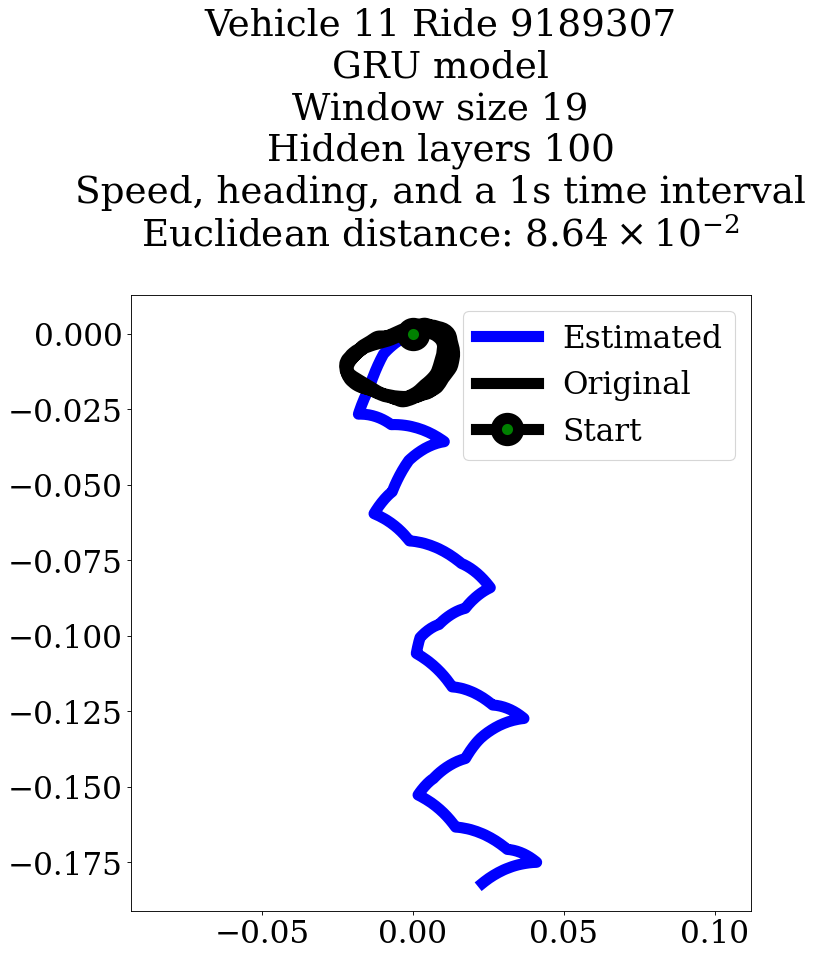 Vehicle 11 Ride 9189307
GRU model
Window size 19
Hidden layers 100
Speed, heading, and a 1s time interval
Euclidean distance: 8.64 × 10⁻²
Estimated
Original
Start
0.000
−0.025
−0.050
−0.075
−0.100
−0.125
−0.150
−0.175
−0.05
0.00
0.05
0.10